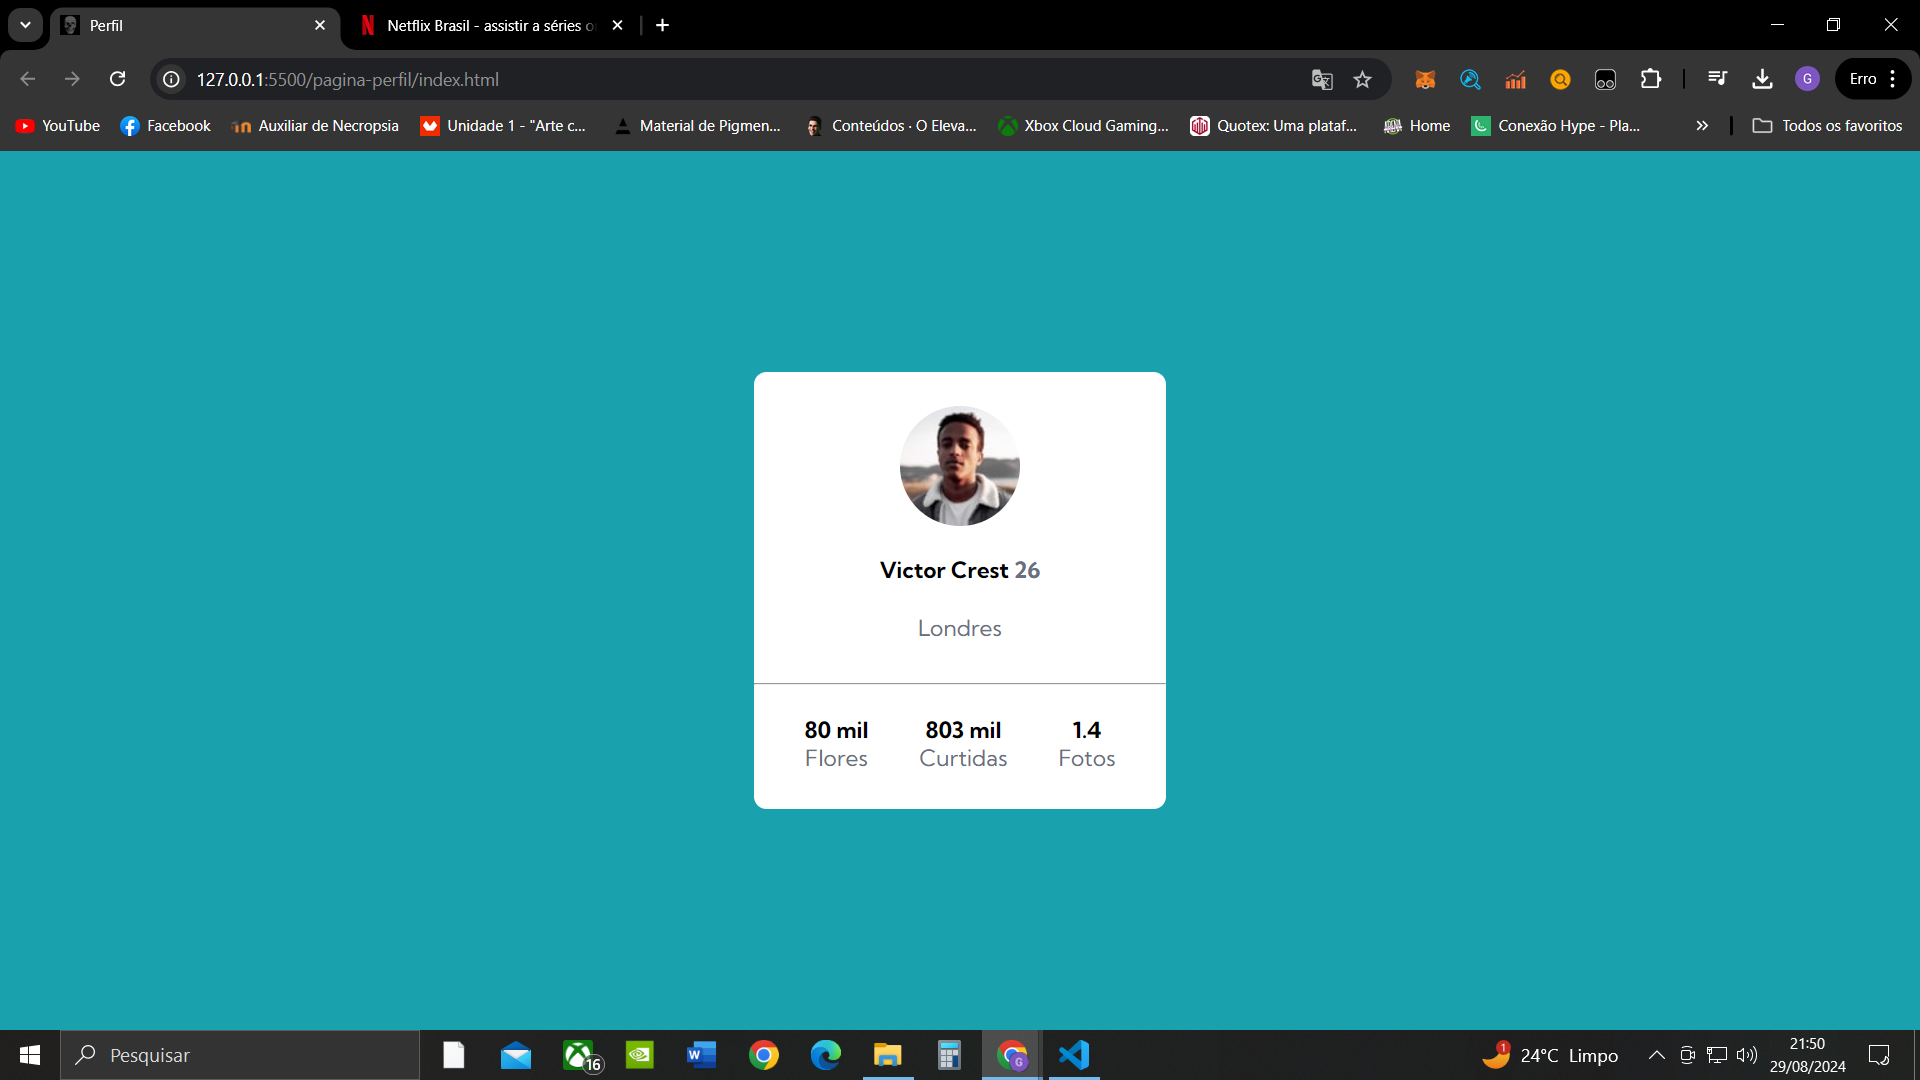 Perfil
Netflix Brasil - assistir a séries o
127.0.0.1:5500/pagina-perfil/index.html
G
Erro
YouTube
Facebook
Auxiliar de Necropsia
Unidade 1 - "Arte c...
Material de Pigmen...
Conteúdos · O Eleva...
Xbox Cloud Gaming...
Quotex: Uma plataf...
Home
Conexão Hype - Pla...
Todos os favoritos
Victor Crest 26
Londres
80 mil
Flores
803 mil
Curtidas
1.4
Fotos
Pesquisar
16
W
G
1
24°C Limpo
21:50
29/08/2024